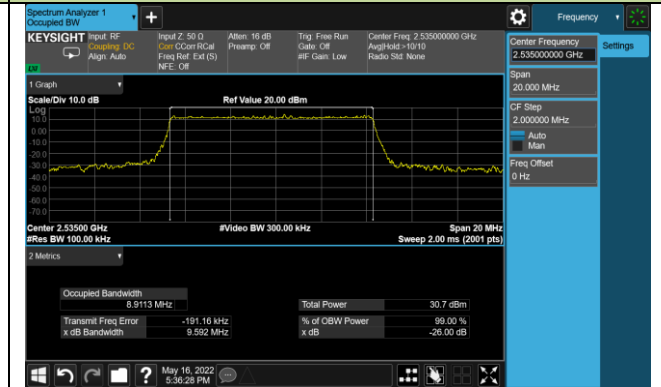 Spectrum Analyzer 1
Occupied BW
+
Frequency
KEYSIGHT
Input: RF
Coupling: DC
Align: Auto
Input Z: 50 Ω
Corr CCorr RCal
Freq Ref: Ext (S)
NFE: Off
Atten: 16 dB
Preamp: Off
Trig: Free Run
Gate: Off
#IF Gain: Low
Center Freq: 2.535000000 GHz
Avg|Hold:>10/10
Radio Std: None
LW
Center Frequency
2.535000000 GHz
Settings
Span
20.000 MHz
CF Step
2.000000 MHz
Auto
Man
Freq Offset
0 Hz
1 Graph
Scale/Div 10.0 dB
Ref Value 20.00 dBm
Log
10.0
0.00
-10.0
-20.0
-30.0
-40.0
-50.0
-60.0
-70.0
Center 2.53500 GHz
#Video BW 300.00 kHz
Span 20 MHz
#Res BW 100.00 kHz
Sweep 2.00 ms (2001 pts)
2 Metrics
Occupied Bandwidth
8.9113 MHz
Total Power 30.7 dBm
Transmit Freq Error -191.16 kHz
% of OBW Power 99.00 %
x dB Bandwidth 9.592 MHz
x dB -26.00 dB
?
May 16, 2022
5:36:28 PM